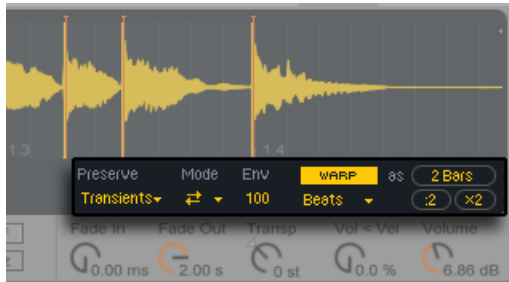 1.3
1.4
Preserve Mode Env WARP as 2 Bars
Transients 100 Beats :2 ×2
Fade In Fade Out Transp Vol < Vel Volume
0.00 ms 2.00 s 0 st 0.0 % 6.86 dB